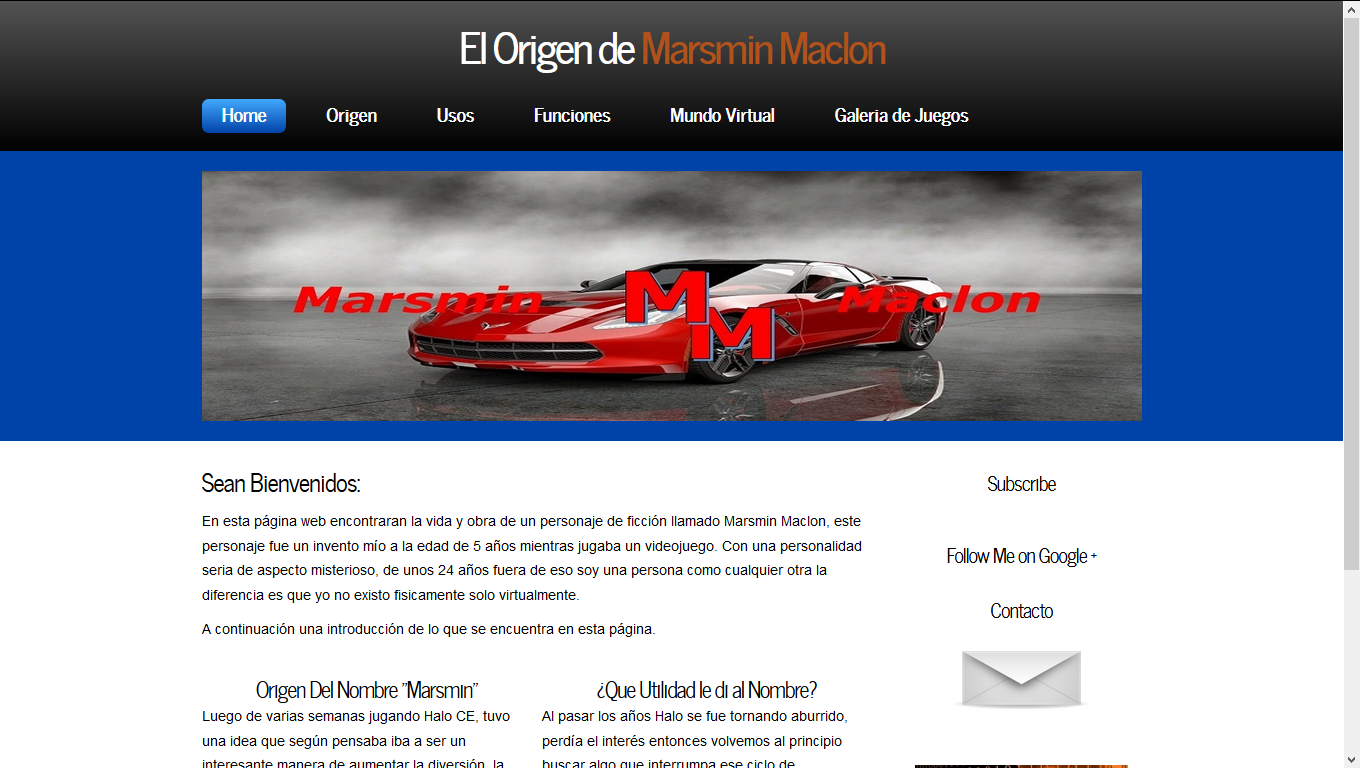 El Origen de Marsmin Maclon
Home Origen Usos Funciones Mundo Virtual Galeria de Juegos
Marsmin MM Maclon
Sean Bienvenidos:
En esta página web encontraran la vida y obra de un personaje de ficción llamado Marsmin Maclon, este
personaje fue un invento mío a la edad de 5 años mientras jugaba un videojuego. Con una personalidad
seria de aspecto misterioso, de unos 24 años fuera de eso soy una persona como cualquier otra la
diferencia es que yo no existo fisicamente solo virtualmente.
A continuación una introducción de lo que se encuentra en esta página.
Origen Del Nombre "Marsmin"
Luego de varias semanas jugando Halo CE, tuvo
una idea que según pensaba iba a ser un
interesante manera de aumentar la diversión, la
¿Que Utilidad le di al Nombre?
Al pasar los años Halo se fue tornando aburrido,
perdía el interés entonces volvemos al principio
buscar algo que interrumpa ese ciclo de
Subscribe
Follow Me on Google +
Contacto